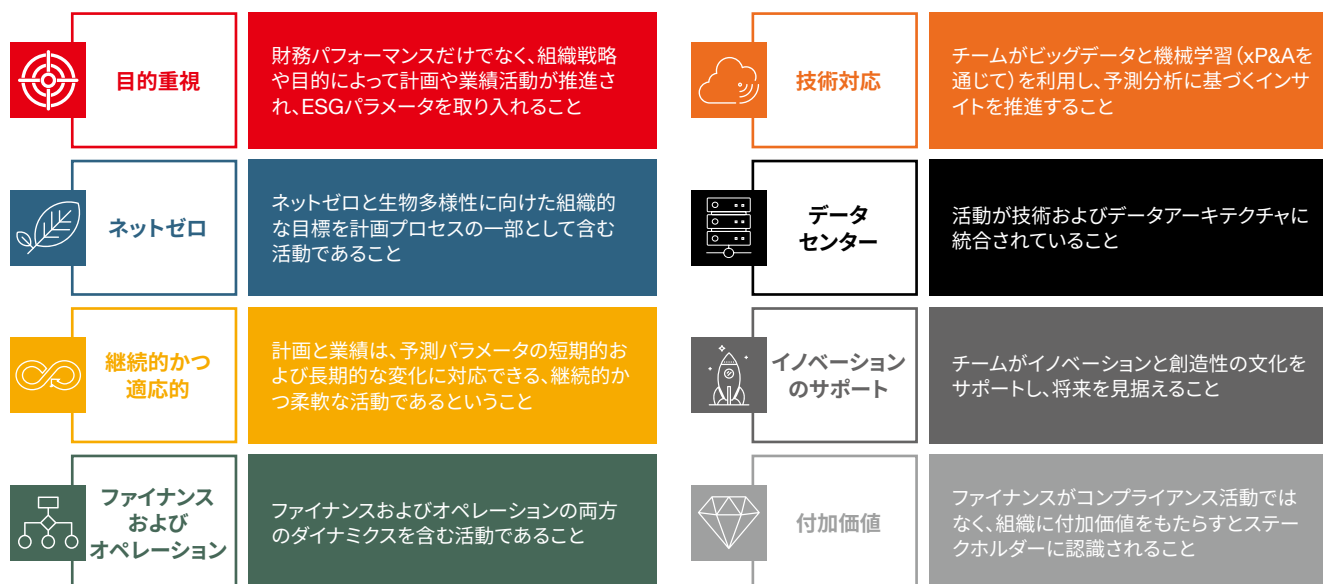 目的重視
財務パフォーマンスだけでなく、組織戦略
や目的によって計画や業績活動が推進さ
れ、ESGパラメータを取り入れること
ネットゼロ
ネットゼロと生物多様性に向けた組織的
な目標を計画プロセスの一部として含む
活動であること
継続的かつ
適応的
計画と業績は、予測パラメータの短期的お
よび長期的な変化に対応できる、継続的か
つ柔軟な活動であるということ
ファイナンス
および
オペレーション
ファイナンスおよびオペレーションの両方
のダイナミクスを含む活動であること
技術対応
チームがビッグデータと機械学習(xP&Aを
通じて)を利用し、予測分析に基づくインサ
イトを推進すること
データ
センター
活動が技術およびデータアーキテクチャに
統合されていること
イノベーション
のサポート
チームがイノベーションと創造性の文化を
サポートし、将来を見据えること
付加価値
ファイナンスがコンプライアンス活動では
なく、組織に付加価値をもたらすとステー
クホルダーに認識されること